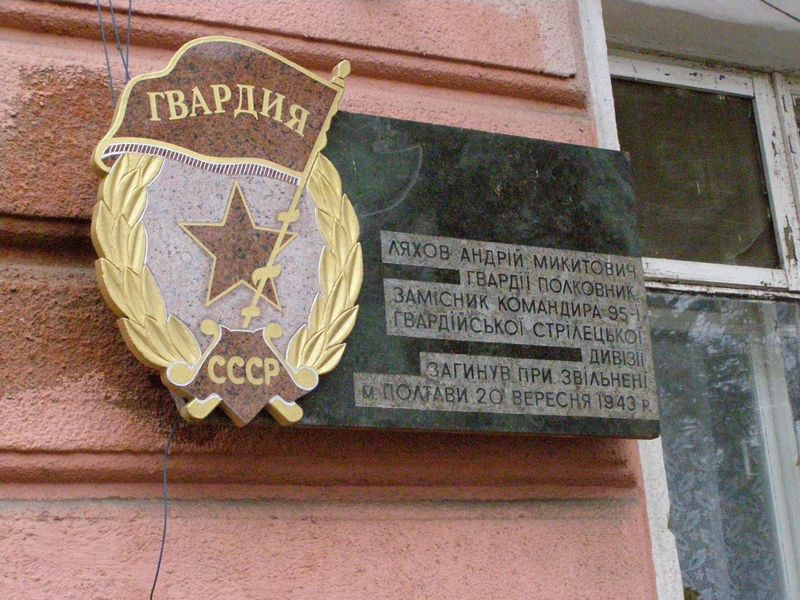 ГВАРДИЯ
СССР
ЛЯХОВ АНДРІЙ МИКИТОВИЧ
ГВАРДІЇ ПОЛКОВНИК,
ЗАМІСНИК КОМАНДИРА 95-Ї
ГВАРДІЙСЬКОЇ СТРІЛЕЦЬКОЇ
ДИВІЗІЇ
ЗАГИНУВ ПРИ ЗВІЛЬНЕНІ
М. ПОЛТАВИ 20 ВЕРЕСНЯ 1943 Р.